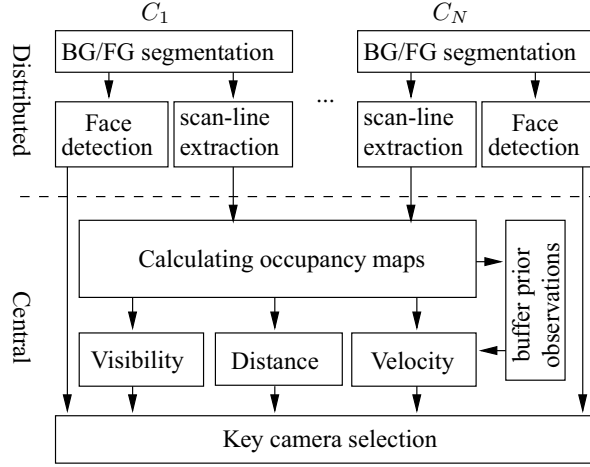 C1
CN
BG/FG segmentation
BG/FG segmentation
Distributed
Face
detection
scan-line
extraction
...
scan-line
extraction
Face
detection
Central
Calculating occupancy maps
buffer prior
observations
Visibility
Distance
Velocity
Key camera selection